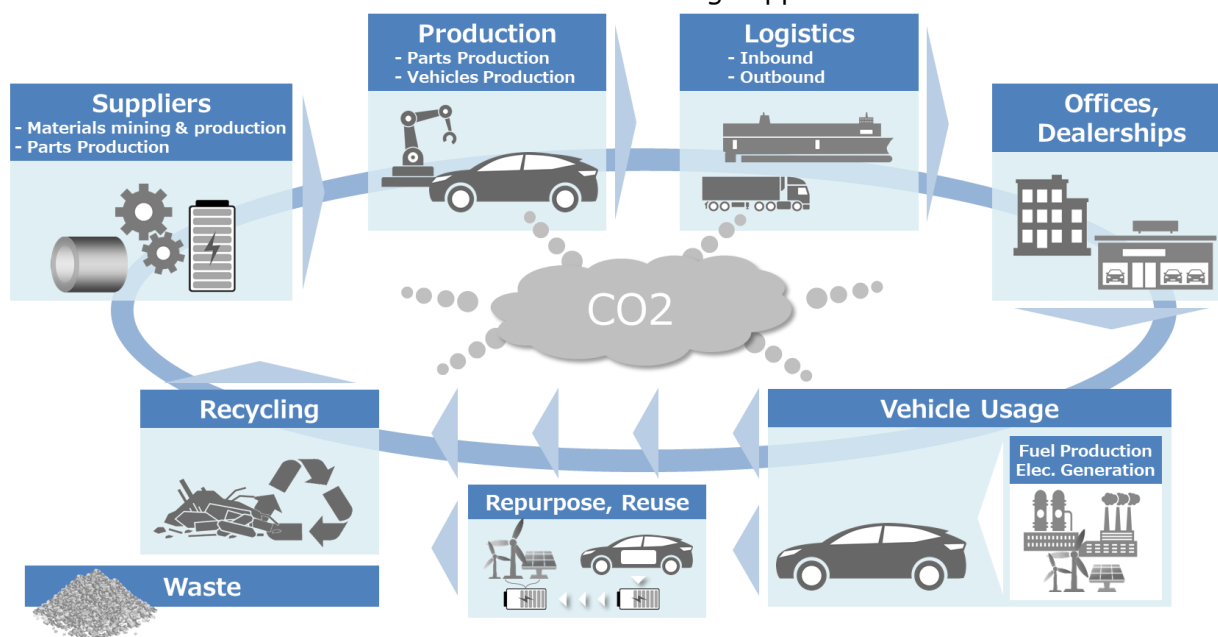 Production
- Parts Production
- Vehicles Production
Logistics
- Inbound
- Outbound
Suppliers
- Materials mining & production
- Parts Production
Offices,
Dealerships
CO2
Recycling
Vehicle Usage
Fuel Production
Elec. Generation
Repurpose, Reuse
Waste